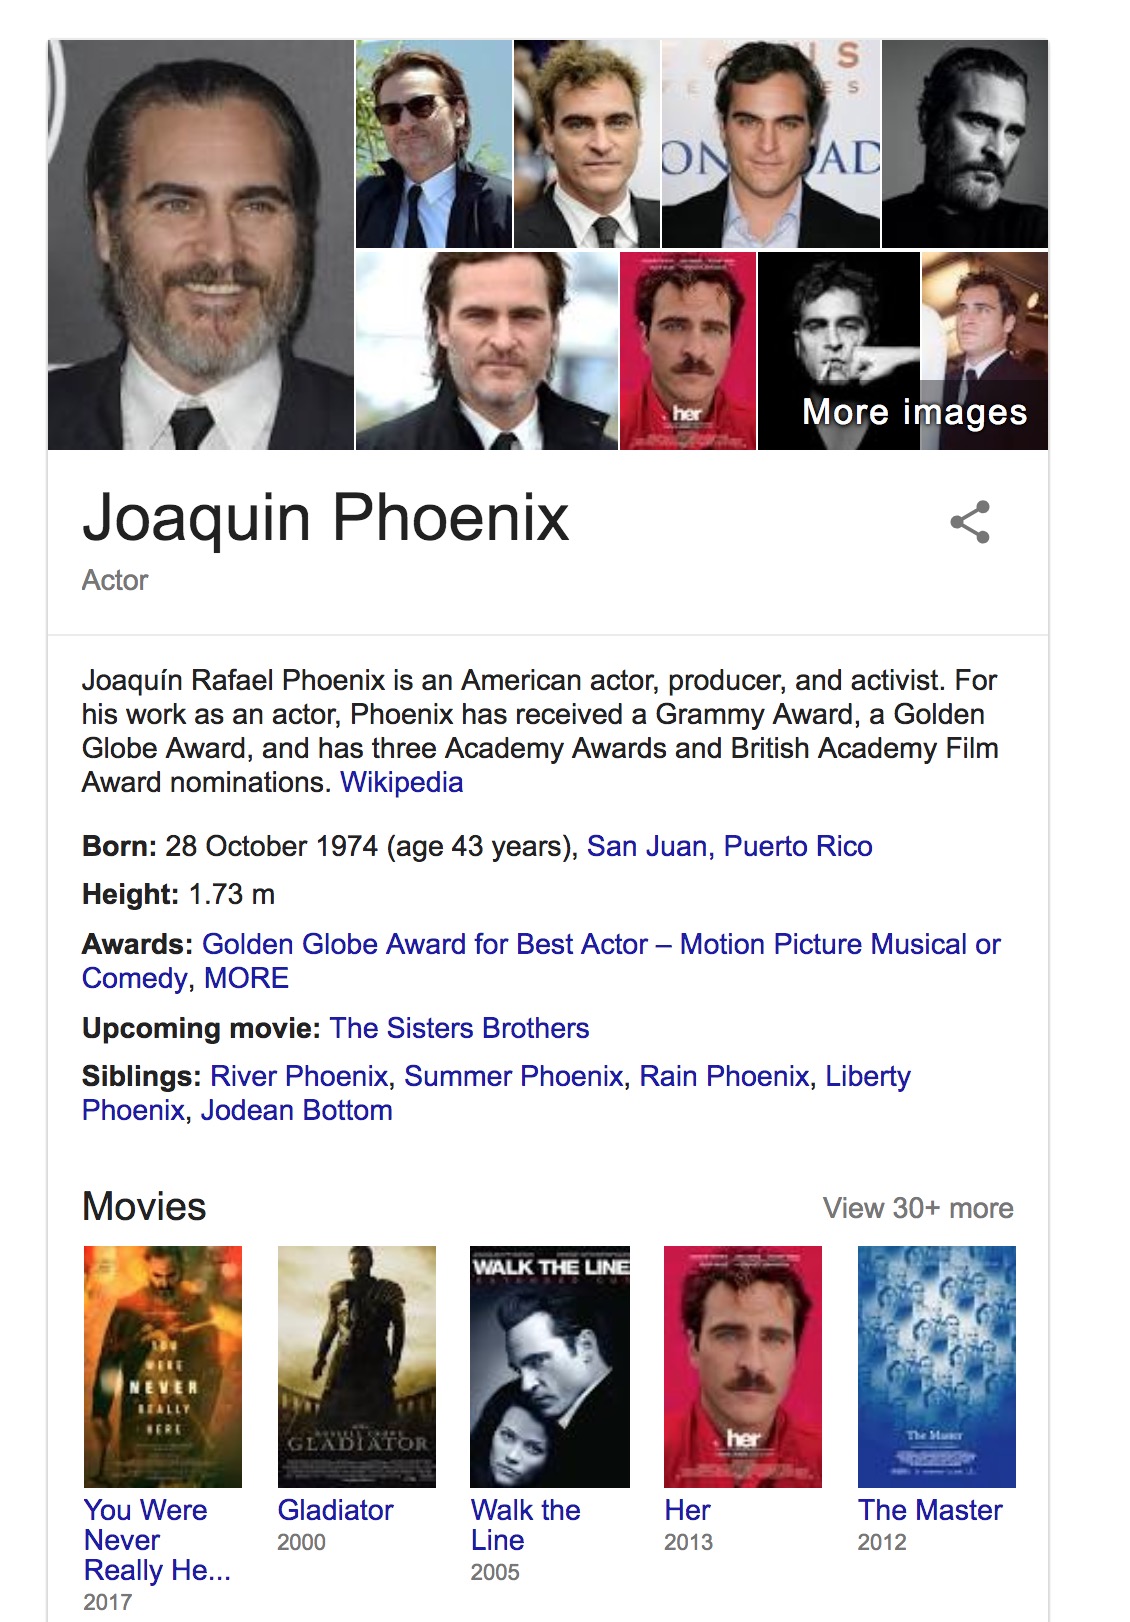 US
ON
OAD
her
More images
Joaquin Phoenix
Actor
Joaquín Rafael Phoenix is an American actor, producer, and activist. For
his work as an actor, Phoenix has received a Grammy Award, a Golden
Globe Award, and has three Academy Awards and British Academy Film
Award nominations. Wikipedia
Born: 28 October 1974 (age 43 years), San Juan, Puerto Rico
Height: 1.73 m
Awards: Golden Globe Award for Best Actor – Motion Picture Musical or
Comedy, MORE
Upcoming movie: The Sisters Brothers
Siblings: River Phoenix, Summer Phoenix, Rain Phoenix, Liberty
Phoenix, Jodean Bottom
Movies
View 30+ more
YOU
WERE
NEVER
REALLY
HERE
GLADIATOR
WALK THE LINE
her
The Master
You Were
Never
Really He...
2017
Gladiator
2000
Walk the
Line
2005
Her
2013
The Master
2012